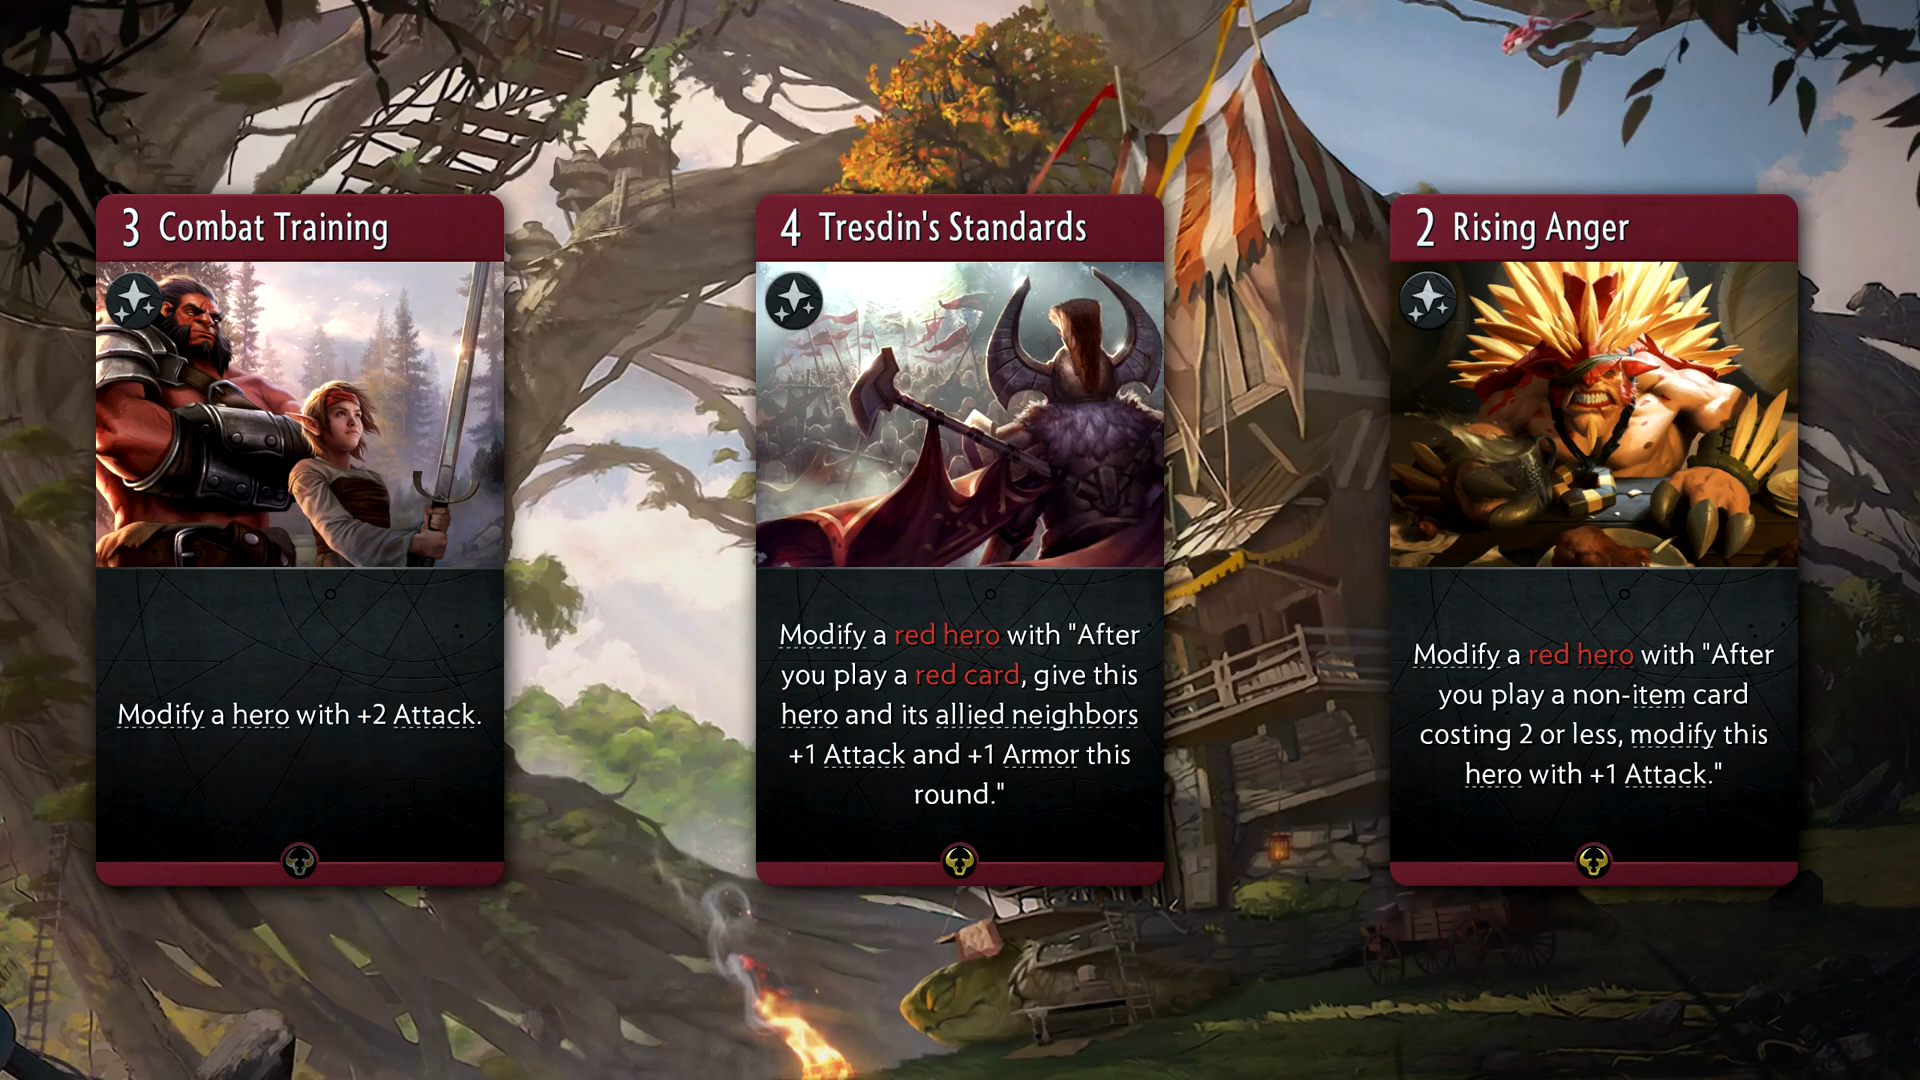 3 Combat Training
Modify a hero with +2 Attack.
4 Tresdin's Standards
Modify a red hero with "After
you play a red card, give this
hero and its allied neighbors
+1 Attack and +1 Armor this
round."
2 Rising Anger
Modify a red hero with "After
you play a non-item card
costing 2 or less, modify this
hero with +1 Attack."